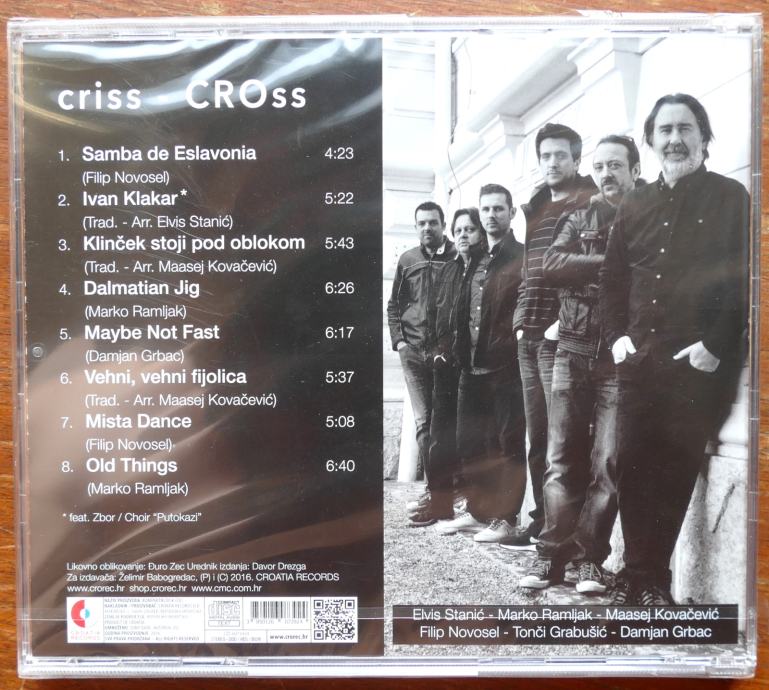 criss - CROss
1. Samba de Eslavonia 4:23
(Filip Novosel)
2. Ivan Klakar* 5:22
(Trad. - Arr. Elvis Stanić)
3. Klinček stoji pod oblokom 5:43
(Trad. - Arr. Maasej Kovačević)
4. Dalmatian Jig 6:26
(Marko Ramljak)
5. Maybe Not Fast 6:17
(Damjan Grbac)
6. Vehni, vehni fijolica 5:37
(Trad. - Arr. Maasej Kovačević)
7. Mista Dance 5:08
(Filip Novosel)
8. Old Things 6:40
(Marko Ramljak)
* feat. Zbor / Choir "Putokazi"
Likovno oblikovanje: Đuro Zec Urednik izdanja: Davor Drezga
Za izdavača: Želimir Babogredac, (P) i (C) 2016. CROATIA RECORDS
www.crorec.hr shop.crorec.hr www.cmc.com.hr
CROATIA
RECORDS
www.crorec.hr
Elvis Stanić - Marko Ramljak - Maasej Kovačević
Filip Novosel - Tonči Grabušić - Damjan Grbac